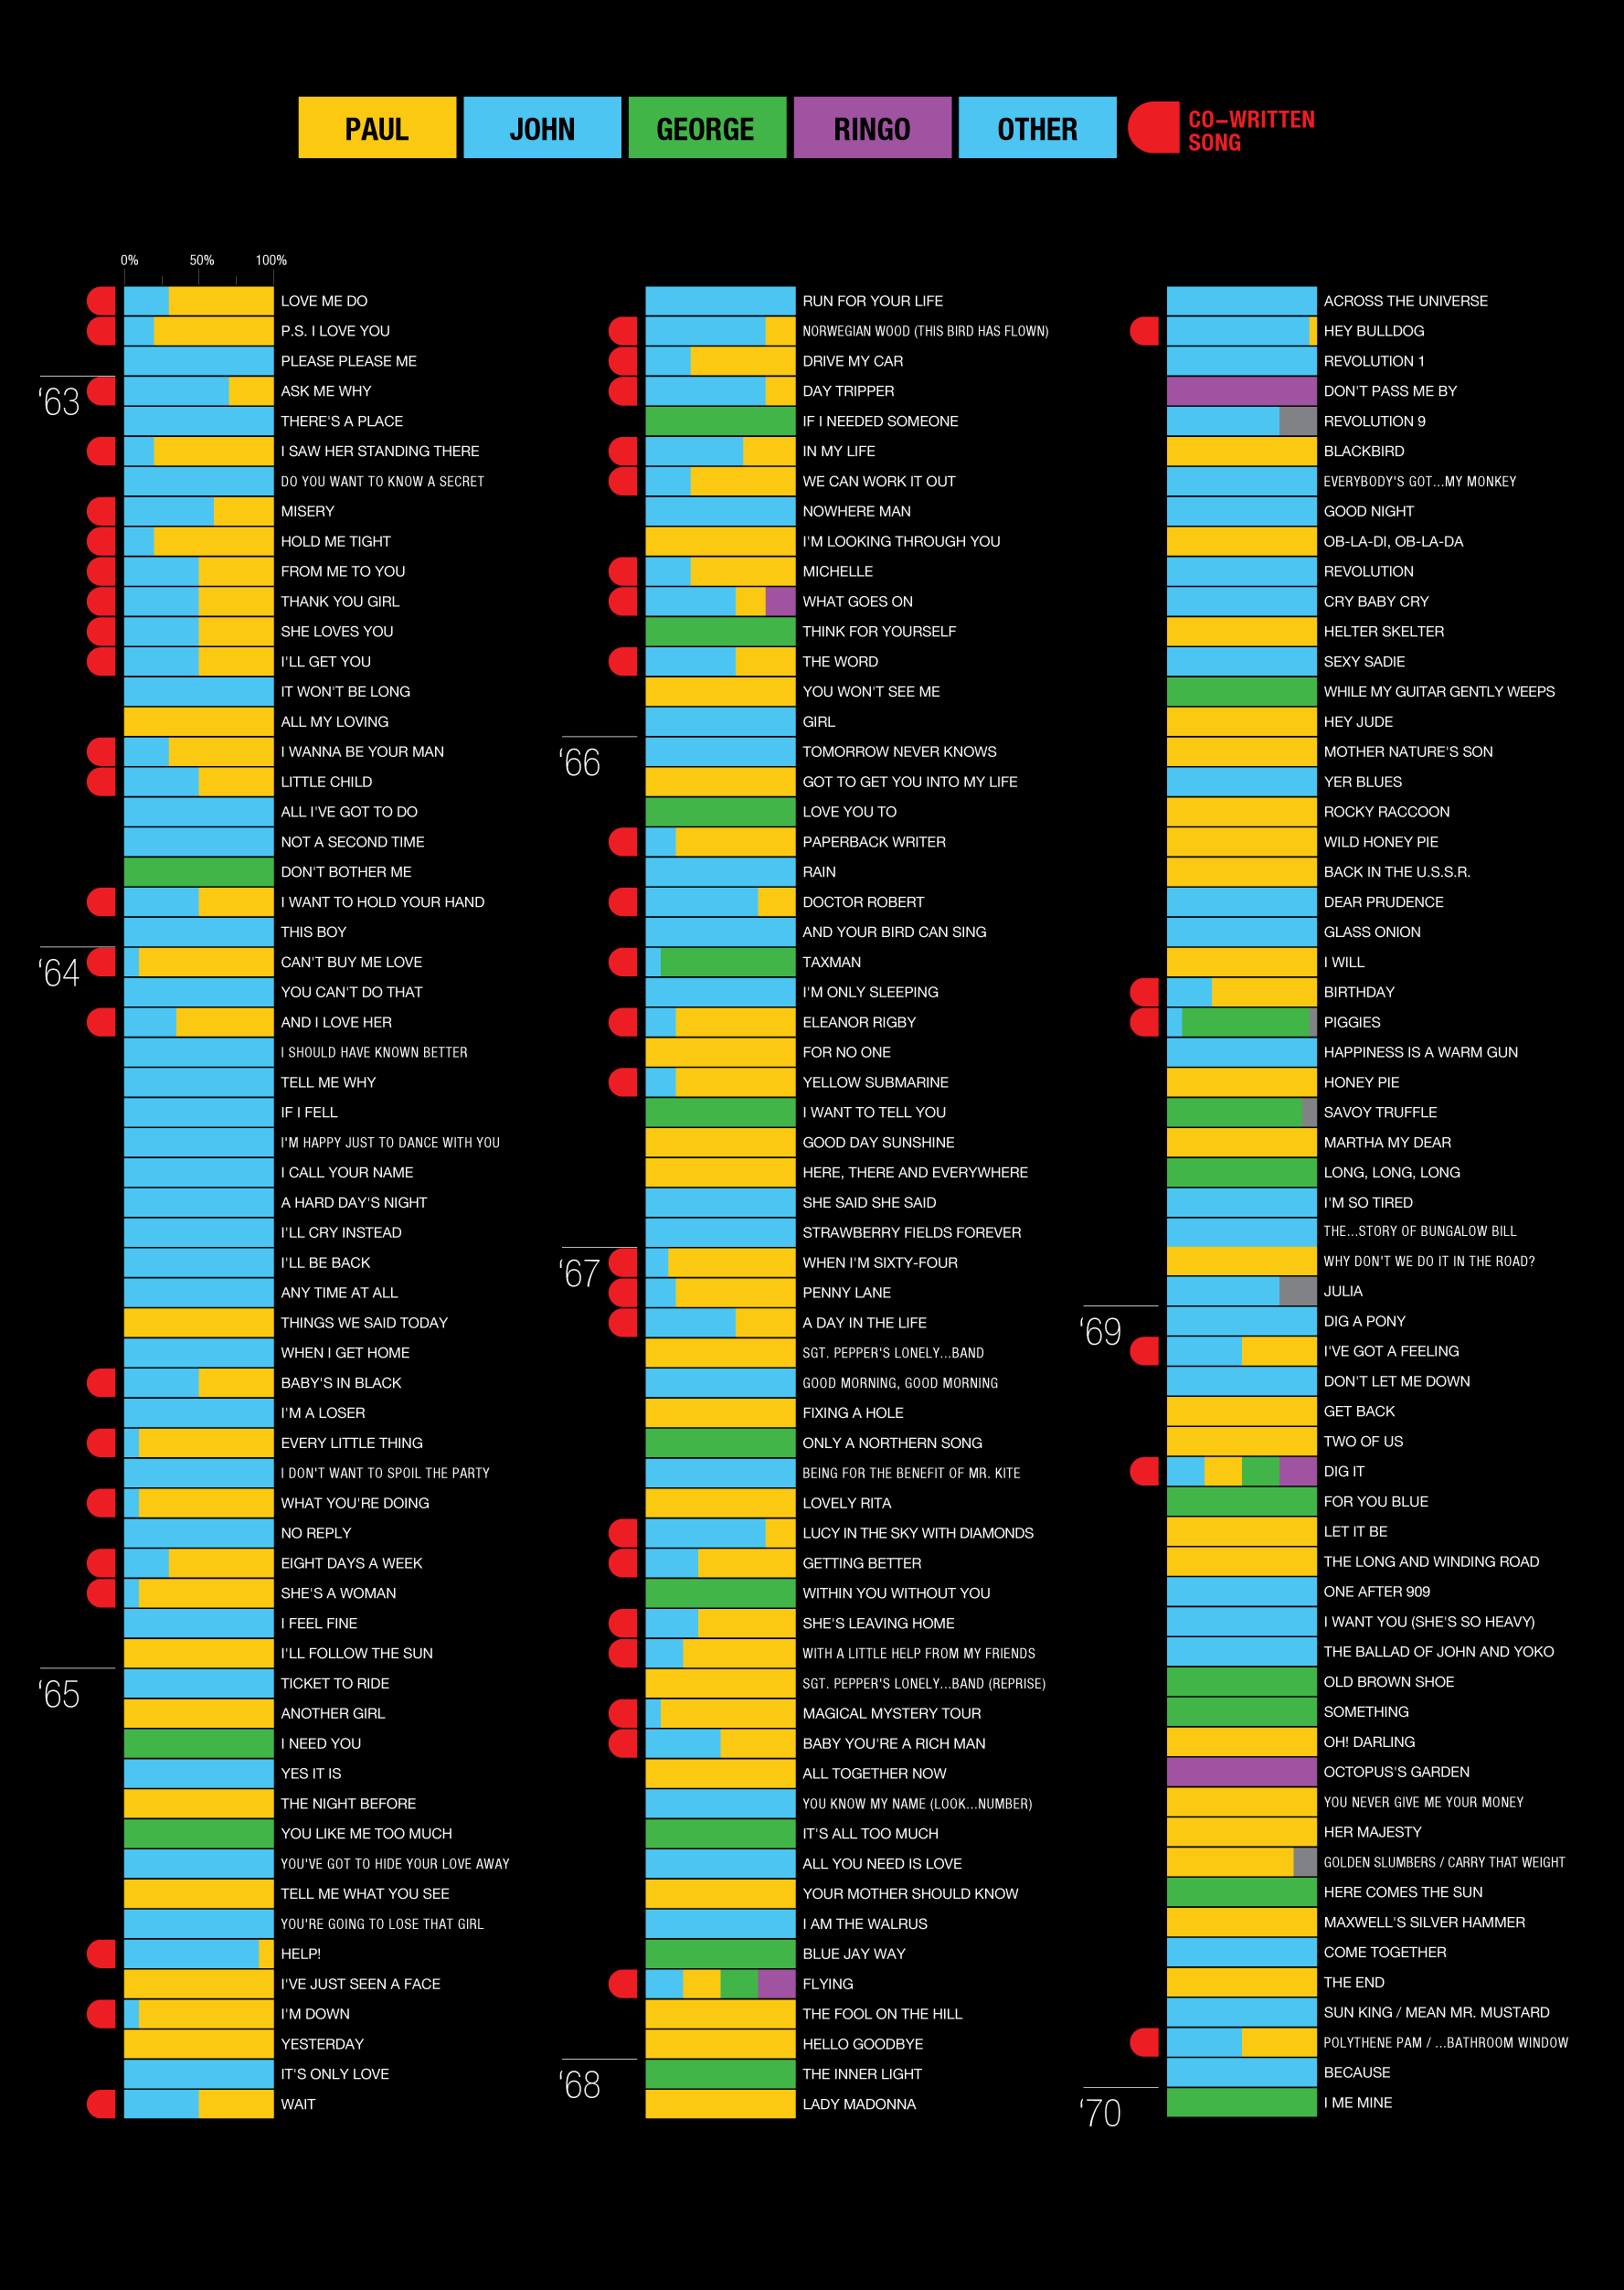 PAUL
JOHN
GEORGE
RINGO
OTHER
CO–WRITTEN
SONG
0% 50% 100%
LOVE ME DO
P.S. I LOVE YOU
PLEASE PLEASE ME
‘63
ASK ME WHY
THERE'S A PLACE
I SAW HER STANDING THERE
DO YOU WANT TO KNOW A SECRET
MISERY
HOLD ME TIGHT
FROM ME TO YOU
THANK YOU GIRL
SHE LOVES YOU
I'LL GET YOU
IT WON'T BE LONG
ALL MY LOVING
I WANNA BE YOUR MAN
LITTLE CHILD
ALL I'VE GOT TO DO
NOT A SECOND TIME
DON'T BOTHER ME
I WANT TO HOLD YOUR HAND
THIS BOY
‘64
CAN'T BUY ME LOVE
YOU CAN'T DO THAT
AND I LOVE HER
I SHOULD HAVE KNOWN BETTER
TELL ME WHY
IF I FELL
I'M HAPPY JUST TO DANCE WITH YOU
I CALL YOUR NAME
A HARD DAY'S NIGHT
I'LL CRY INSTEAD
I'LL BE BACK
ANY TIME AT ALL
THINGS WE SAID TODAY
WHEN I GET HOME
BABY'S IN BLACK
I'M A LOSER
EVERY LITTLE THING
I DON'T WANT TO SPOIL THE PARTY
WHAT YOU'RE DOING
NO REPLY
EIGHT DAYS A WEEK
SHE'S A WOMAN
I FEEL FINE
I'LL FOLLOW THE SUN
‘65
TICKET TO RIDE
ANOTHER GIRL
I NEED YOU
YES IT IS
THE NIGHT BEFORE
YOU LIKE ME TOO MUCH
YOU'VE GOT TO HIDE YOUR LOVE AWAY
TELL ME WHAT YOU SEE
YOU'RE GOING TO LOSE THAT GIRL
HELP!
I'VE JUST SEEN A FACE
I'M DOWN
YESTERDAY
IT'S ONLY LOVE
WAIT
RUN FOR YOUR LIFE
NORWEGIAN WOOD (THIS BIRD HAS FLOWN)
DRIVE MY CAR
DAY TRIPPER
IF I NEEDED SOMEONE
IN MY LIFE
WE CAN WORK IT OUT
NOWHERE MAN
I'M LOOKING THROUGH YOU
MICHELLE
WHAT GOES ON
THINK FOR YOURSELF
THE WORD
YOU WON'T SEE ME
GIRL
‘66
TOMORROW NEVER KNOWS
GOT TO GET YOU INTO MY LIFE
LOVE YOU TO
PAPERBACK WRITER
RAIN
DOCTOR ROBERT
AND YOUR BIRD CAN SING
TAXMAN
I'M ONLY SLEEPING
ELEANOR RIGBY
FOR NO ONE
YELLOW SUBMARINE
I WANT TO TELL YOU
GOOD DAY SUNSHINE
HERE, THERE AND EVERYWHERE
SHE SAID SHE SAID
STRAWBERRY FIELDS FOREVER
‘67
WHEN I'M SIXTY-FOUR
PENNY LANE
A DAY IN THE LIFE
SGT. PEPPER'S LONELY...BAND
GOOD MORNING, GOOD MORNING
FIXING A HOLE
ONLY A NORTHERN SONG
BEING FOR THE BENEFIT OF MR. KITE
LOVELY RITA
LUCY IN THE SKY WITH DIAMONDS
GETTING BETTER
WITHIN YOU WITHOUT YOU
SHE'S LEAVING HOME
WITH A LITTLE HELP FROM MY FRIENDS
SGT. PEPPER'S LONELY...BAND (REPRISE)
MAGICAL MYSTERY TOUR
BABY YOU'RE A RICH MAN
ALL TOGETHER NOW
YOU KNOW MY NAME (LOOK...NUMBER)
IT'S ALL TOO MUCH
ALL YOU NEED IS LOVE
YOUR MOTHER SHOULD KNOW
I AM THE WALRUS
BLUE JAY WAY
FLYING
THE FOOL ON THE HILL
HELLO GOODBYE
‘68
THE INNER LIGHT
LADY MADONNA
ACROSS THE UNIVERSE
HEY BULLDOG
REVOLUTION 1
DON'T PASS ME BY
REVOLUTION 9
BLACKBIRD
EVERYBODY'S GOT...MY MONKEY
GOOD NIGHT
OB-LA-DI, OB-LA-DA
REVOLUTION
CRY BABY CRY
HELTER SKELTER
SEXY SADIE
WHILE MY GUITAR GENTLY WEEPS
HEY JUDE
MOTHER NATURE'S SON
YER BLUES
ROCKY RACCOON
WILD HONEY PIE
BACK IN THE U.S.S.R.
DEAR PRUDENCE
GLASS ONION
I WILL
BIRTHDAY
PIGGIES
HAPPINESS IS A WARM GUN
HONEY PIE
SAVOY TRUFFLE
MARTHA MY DEAR
LONG, LONG, LONG
I'M SO TIRED
THE...STORY OF BUNGALOW BILL
WHY DON'T WE DO IT IN THE ROAD?
JULIA
‘69
DIG A PONY
I'VE GOT A FEELING
DON'T LET ME DOWN
GET BACK
TWO OF US
DIG IT
FOR YOU BLUE
LET IT BE
THE LONG AND WINDING ROAD
ONE AFTER 909
I WANT YOU (SHE'S SO HEAVY)
THE BALLAD OF JOHN AND YOKO
OLD BROWN SHOE
SOMETHING
OH! DARLING
OCTOPUS'S GARDEN
YOU NEVER GIVE ME YOUR MONEY
HER MAJESTY
GOLDEN SLUMBERS / CARRY THAT WEIGHT
HERE COMES THE SUN
MAXWELL'S SILVER HAMMER
COME TOGETHER
THE END
SUN KING / MEAN MR. MUSTARD
POLYTHENE PAM / ...BATHROOM WINDOW
BECAUSE
‘70
I ME MINE